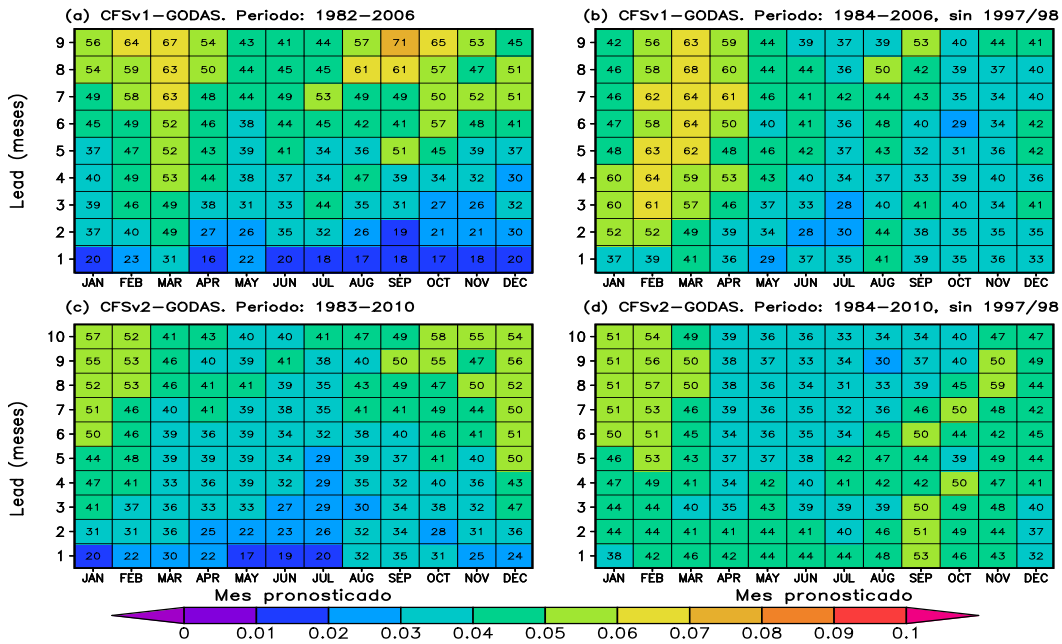 (a) CFSv1-GODAS. Periodo: 1982-2006
9 56 64 67 54 43 41 44 57 71 65 53 45
8 54 59 63 50 44 45 45 61 61 57 47 51
7 49 58 63 48 44 49 53 49 49 50 52 51
6 45 49 52 46 38 44 45 42 41 57 48 41
5 37 47 52 43 39 41 34 36 51 45 39 37
4 40 49 53 44 38 37 34 47 39 34 32 30
3 39 46 49 38 31 33 44 35 31 27 26 32
2 37 40 49 27 26 35 32 26 19 21 21 30
1 20 23 31 16 22 20 18 17 18 17 18 20
JAN FEB MAR APR MAY JUN JUL AUG SEP OCT NOV DEC
Lead (meses)
(b) CFSv1-GODAS. Periodo: 1984-2006, sin 1997/98
9 42 56 63 59 44 39 37 39 53 40 44 41
8 46 58 68 60 44 44 36 50 42 39 37 40
7 46 62 64 61 46 41 42 44 43 35 34 40
6 47 58 64 50 40 41 36 48 40 29 34 42
5 48 63 62 48 46 42 37 43 32 31 36 42
4 60 64 59 53 43 40 34 37 33 39 40 36
3 60 61 57 46 37 33 28 40 41 40 34 41
2 52 52 49 39 34 28 30 44 38 35 35 35
1 37 39 41 36 29 37 35 41 39 34 36 33
JAN FEB MAR APR MAY JUN JUL AUG SEP OCT NOV DEC
(c) CFSv2-GODAS. Periodo: 1983-2010
10 57 52 41 43 40 40 41 47 49 58 55 54
9 55 53 46 40 39 41 38 40 50 55 47 56
8 52 53 46 41 41 39 35 43 49 47 50 52
7 51 46 40 41 39 38 35 41 41 49 44 50
6 50 46 39 36 39 34 32 38 40 46 41 51
5 44 48 39 39 39 34 29 39 37 41 40 50
4 47 41 33 39 34 32 29 35 32 40 36 43
3 41 37 36 33 33 27 29 30 34 38 32 47
2 31 31 36 25 22 23 26 32 34 28 31 36
1 20 22 30 22 17 19 20 32 35 31 25 24
JAN FEB MAR APR MAY JUN JUL AUG SEP OCT NOV DEC
Lead (meses)
Mes pronosticado
(d) CFSv2-GODAS. Periodo: 1984-2010, sin 1997/98
51 54 49 39 36 36 33 34 34 40 47 47
51 56 50 38 37 33 34 30 37 40 50 49
51 57 50 38 36 34 31 33 39 45 59 44
51 53 46 39 36 35 32 36 46 50 48 46
50 51 45 34 36 35 34 45 50 44 42 45
46 53 43 37 37 38 42 47 44 39 49 44
47 49 41 34 42 40 42 41 42 50 47 41
44 44 40 35 43 39 39 39 50 49 48 40
44 44 41 41 44 41 40 46 51 49 44 37
38 42 46 42 44 44 44 48 53 46 43 32
JAN FEB MAR APR MAY JUN JUL AUG SEP OCT NOV DEC
Mes pronosticado
0 0.01 0.02 0.03 0.04 0.05 0.06 0.07 0.08 0.09 0.1